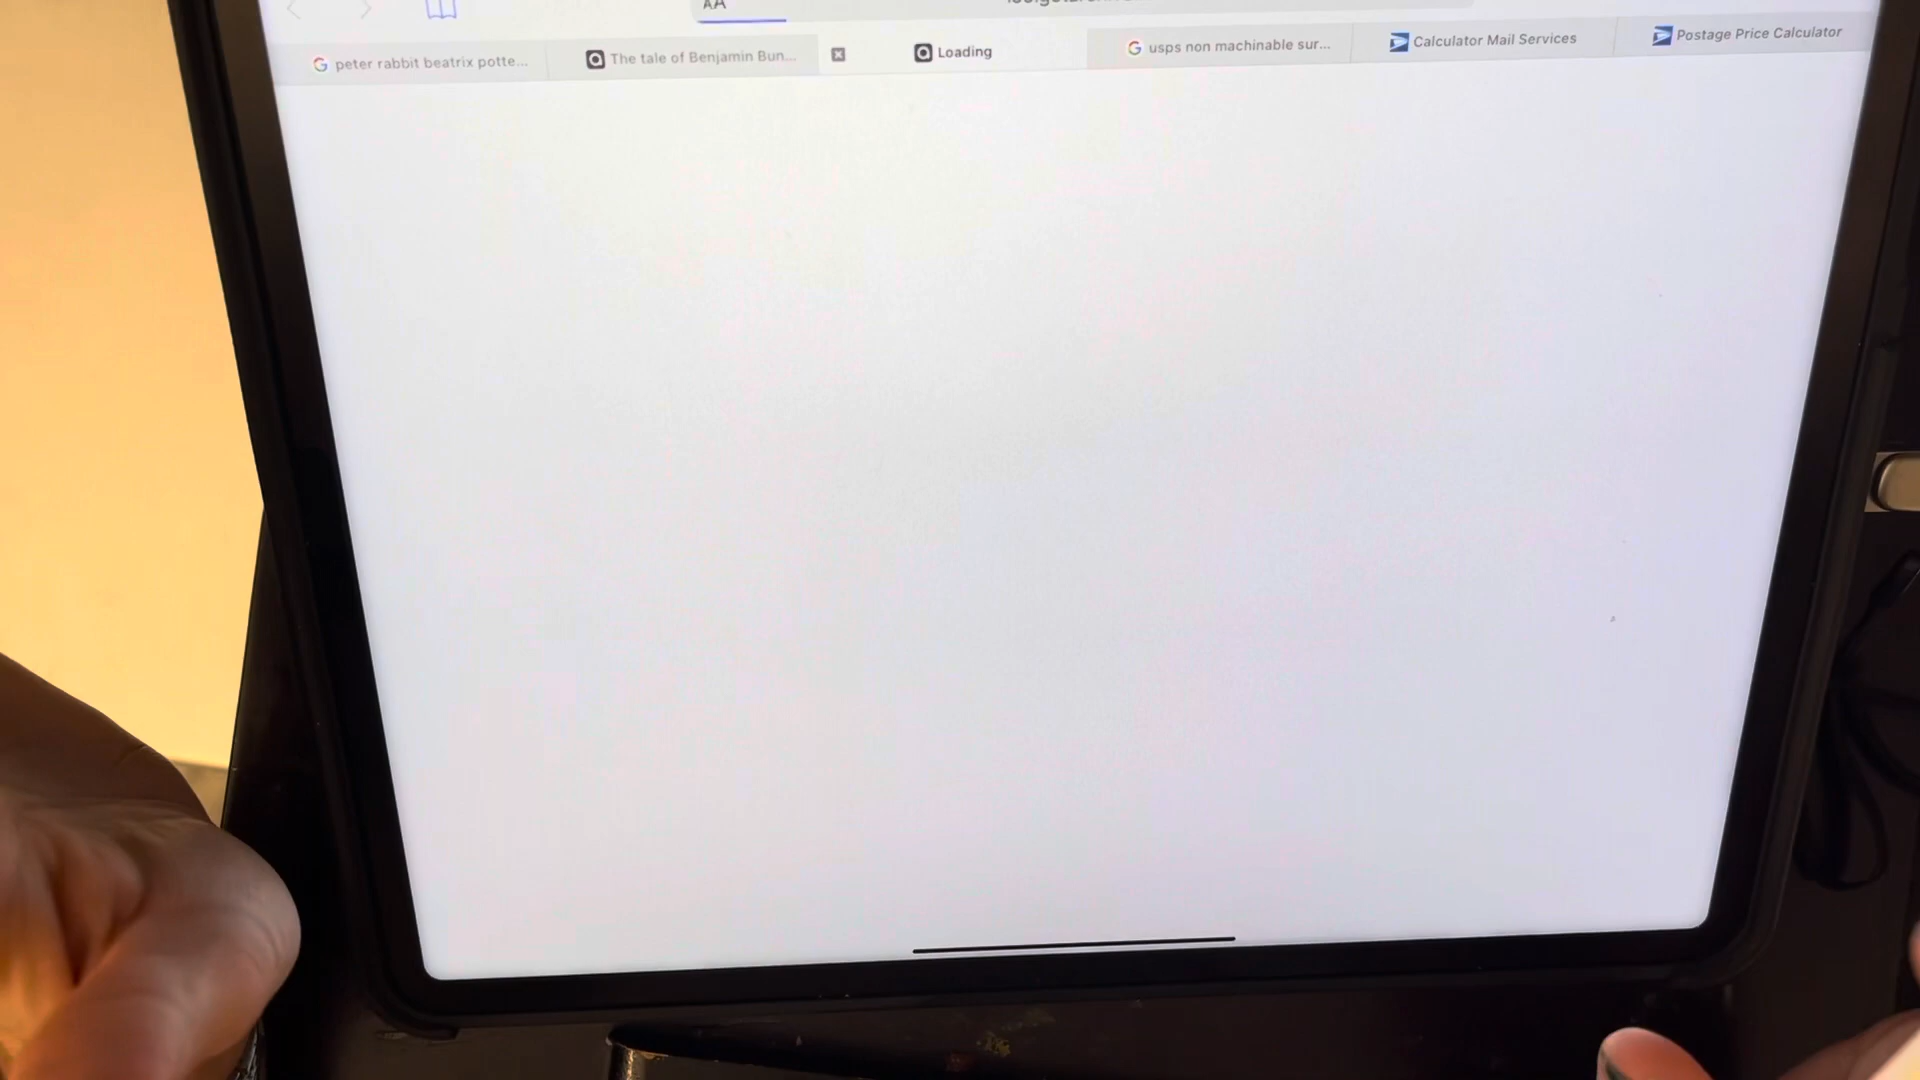 AA
peter rabbit beatrix potte...
The tale of Benjamin Bun...
Loading
usps non machinable sur...
Calculator Mail Services
Postage Price Calculator